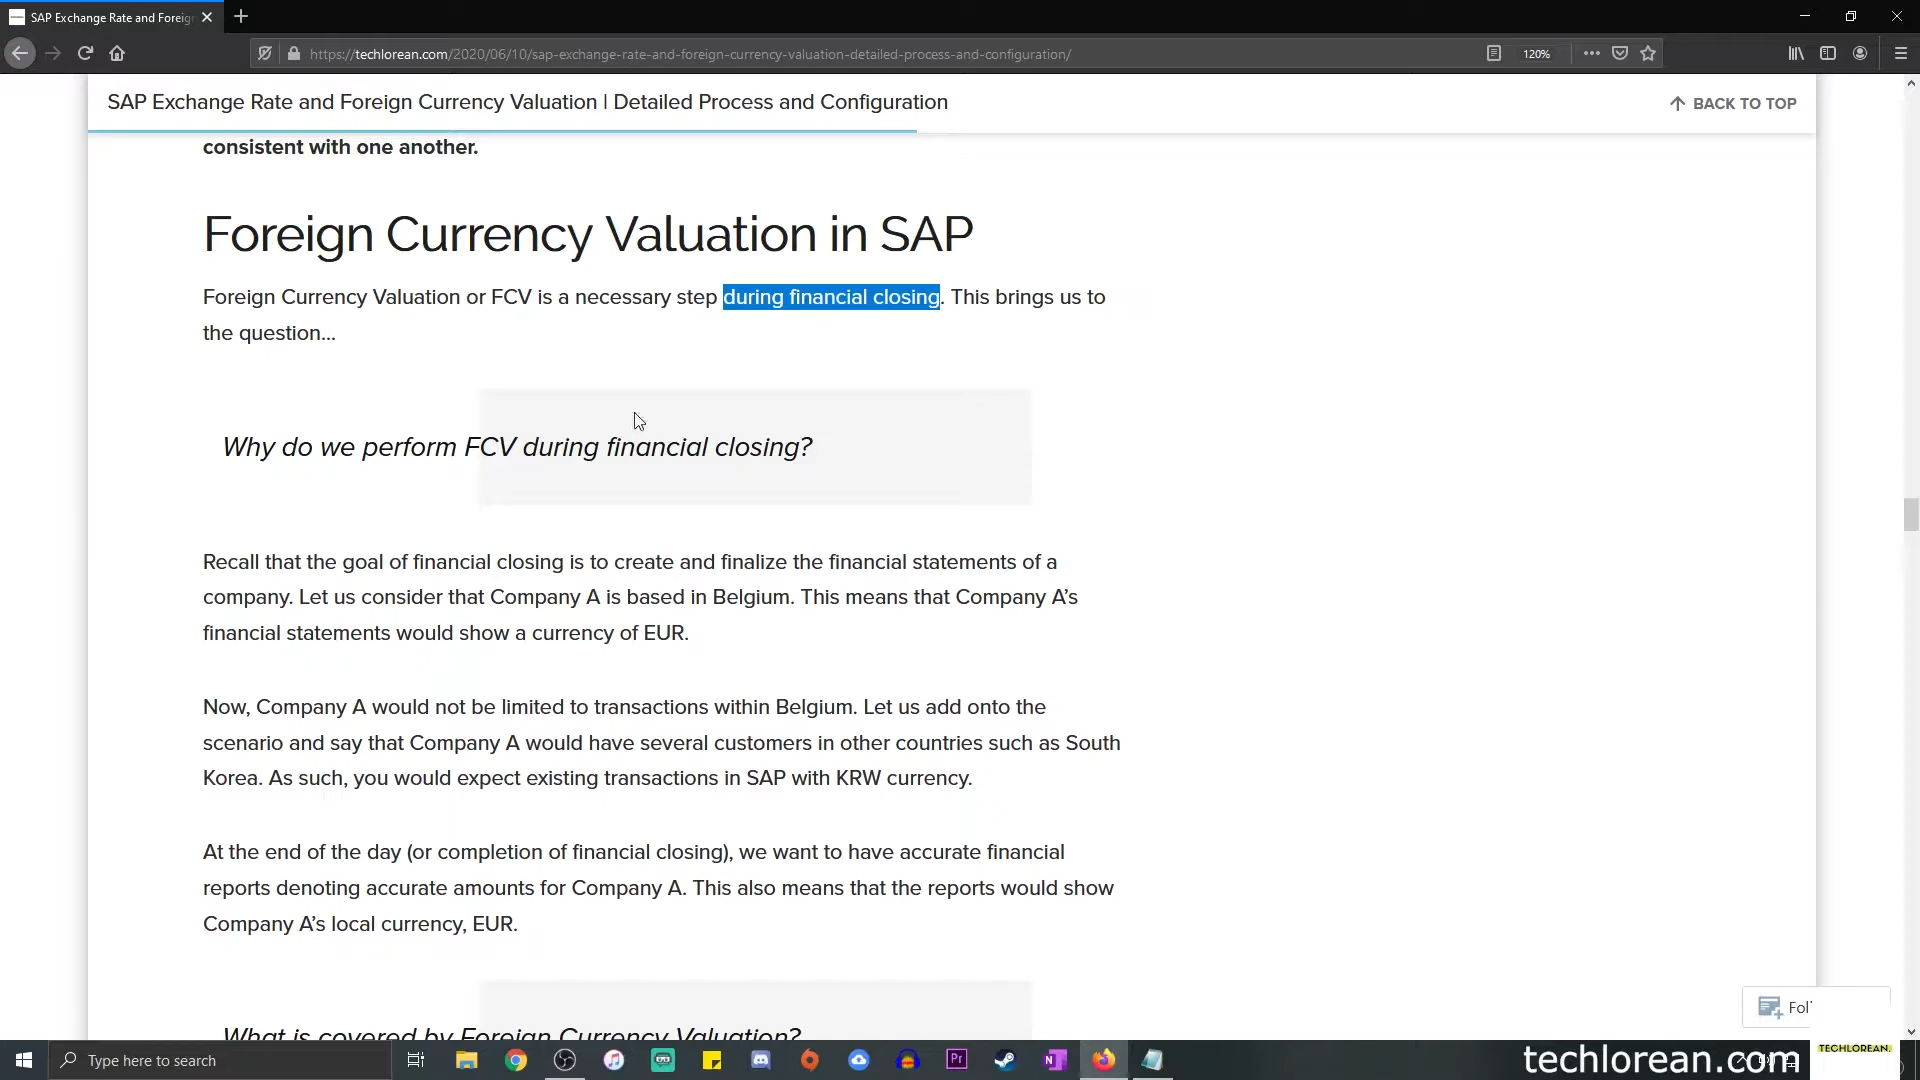 SAP Exchange Rate and Foreign
https://techlorean.com/2020/06/10/sap-exchange-rate-and-foreign-currency-valuation-detailed-process-and-configuration/
120%
SAP Exchange Rate and Foreign Currency Valuation | Detailed Process and Configuration
BACK TO TOP
consistent with one another.
Foreign Currency Valuation in SAP
Foreign Currency Valuation or FCV is a necessary step during financial closing. This brings us to
the question...
Why do we perform FCV during financial closing?
Recall that the goal of financial closing is to create and finalize the financial statements of a
company. Let us consider that Company A is based in Belgium. This means that Company A’s
financial statements would show a currency of EUR.
Now, Company A would not be limited to transactions within Belgium. Let us add onto the
scenario and say that Company A would have several customers in other countries such as South
Korea. As such, you would expect existing transactions in SAP with KRW currency.
At the end of the day (or completion of financial closing), we want to have accurate financial
reports denoting accurate amounts for Company A. This also means that the reports would show
Company A’s local currency, EUR.
What is covered by Foreign Currency Valuation?
Fol
Type here to search
Pr
techlorean.com
TECHLOREAN.